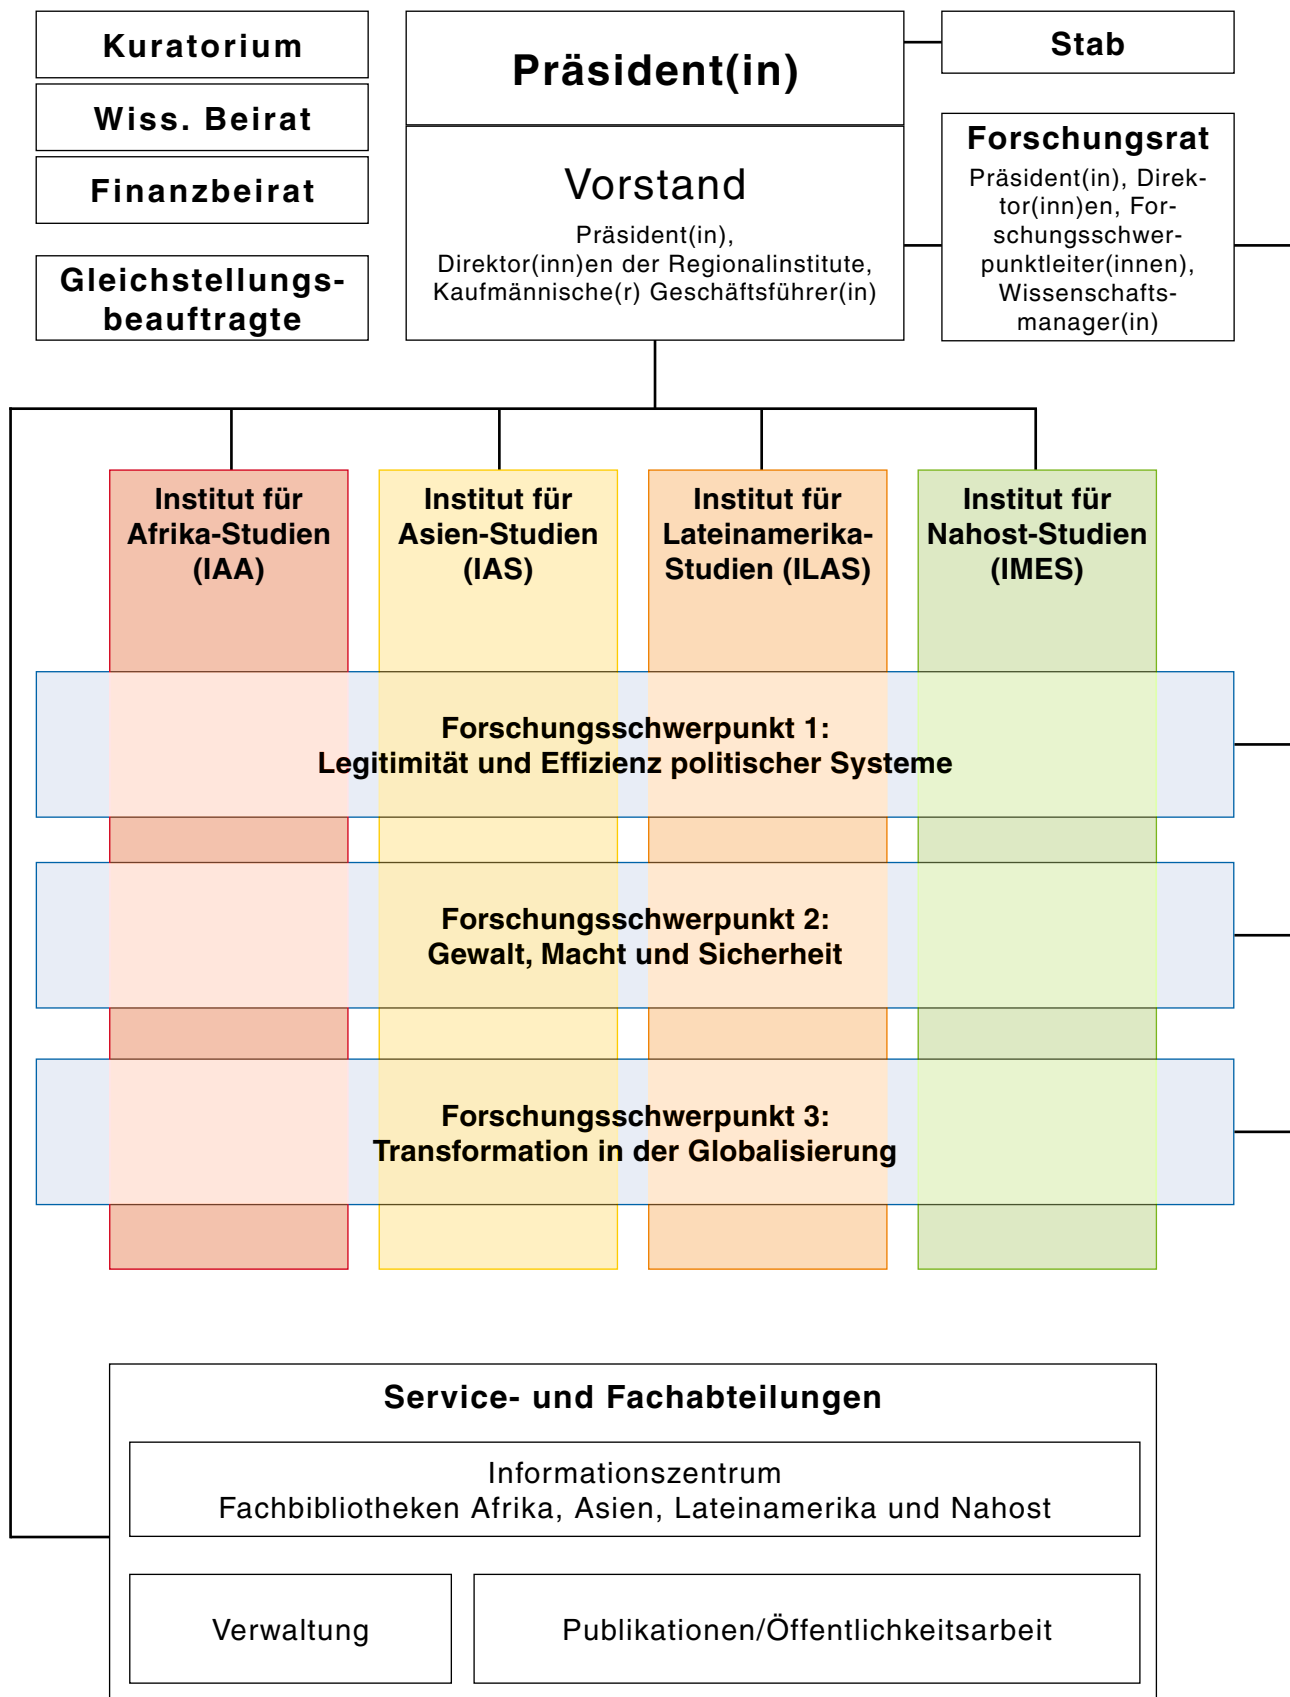 Kuratorium
Wiss. Beirat
Finanzbeirat
Gleichstellungs-
beauftragte
Präsident(in)
Vorstand
Präsident(in),
Direktor(inn)en der Regionalinstitute,
Kaufmännische(r) Geschäftsführer(in)
Stab
Forschungsrat
Präsident(in), Direk-
tor(inn)en, For-
schungsschwer-
punktleiter(innen),
Wissenschafts-
manager(in)
Institut für
Afrika-Studien
(IAA)
Institut für
Asien-Studien
(IAS)
Institut für
Lateinamerika-
Studien (ILAS)
Institut für
Nahost-Studien
(IMES)
Forschungsschwerpunkt 1:
Legitimität und Effizienz politischer Systeme
Forschungsschwerpunkt 2:
Gewalt, Macht und Sicherheit
Forschungsschwerpunkt 3:
Transformation in der Globalisierung
Service- und Fachabteilungen
Informationszentrum
Fachbibliotheken Afrika, Asien, Lateinamerika und Nahost
Verwaltung
Publikationen/Öffentlichkeitsarbeit